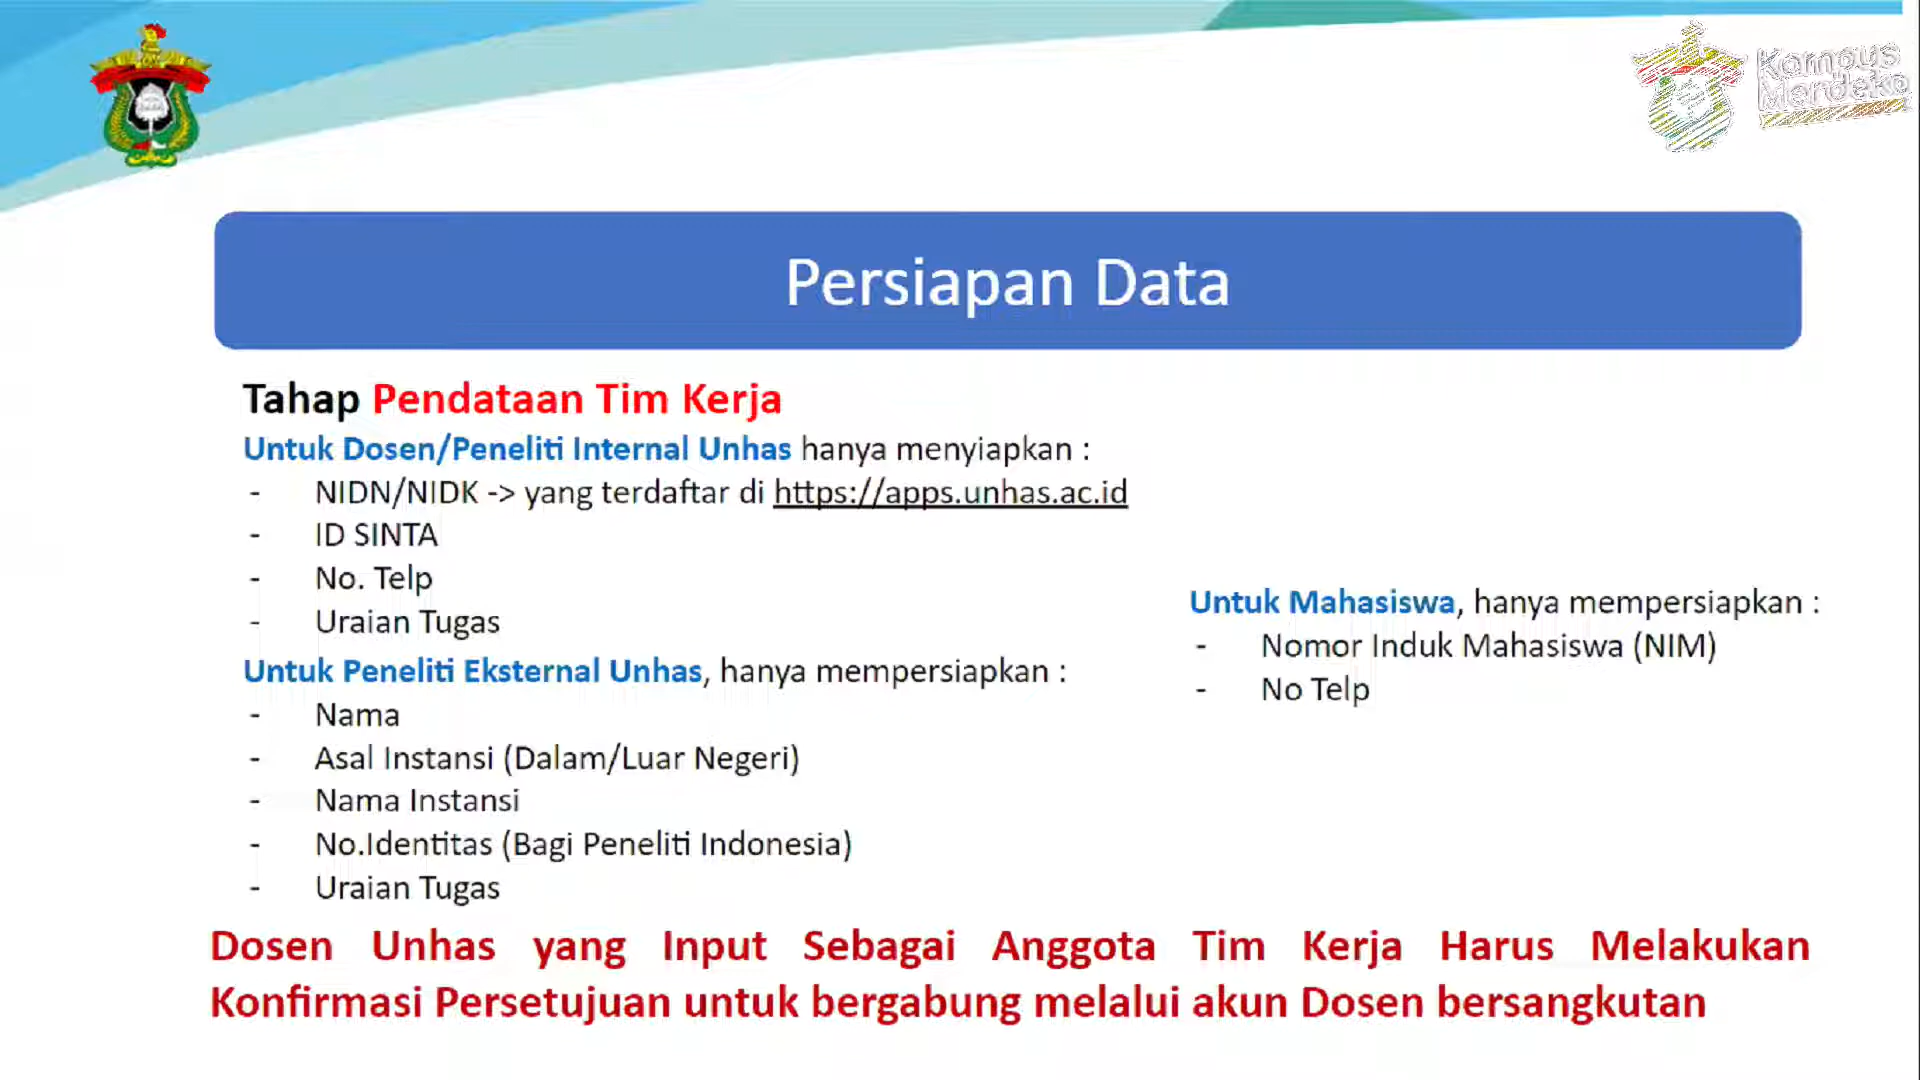 Kampus
Merdeka
Persiapan Data
Tahap Pendataan Tim Kerja
Untuk Dosen/Peneliti Internal Unhas hanya menyiapkan :
- NIDN/NIDK -> yang terdaftar di https://apps.unhas.ac.id
- ID SINTA
- No. Telp
- Uraian Tugas
Untuk Peneliti Eksternal Unhas, hanya mempersiapkan :
- Nama
- Asal Instansi (Dalam/Luar Negeri)
- Nama Instansi
- No.Identitas (Bagi Peneliti Indonesia)
- Uraian Tugas
Untuk Mahasiswa, hanya mempersiapkan :
- Nomor Induk Mahasiswa (NIM)
- No Telp
Dosen Unhas yang Input Sebagai Anggota Tim Kerja Harus Melakukan
Konfirmasi Persetujuan untuk bergabung melalui akun Dosen bersangkutan